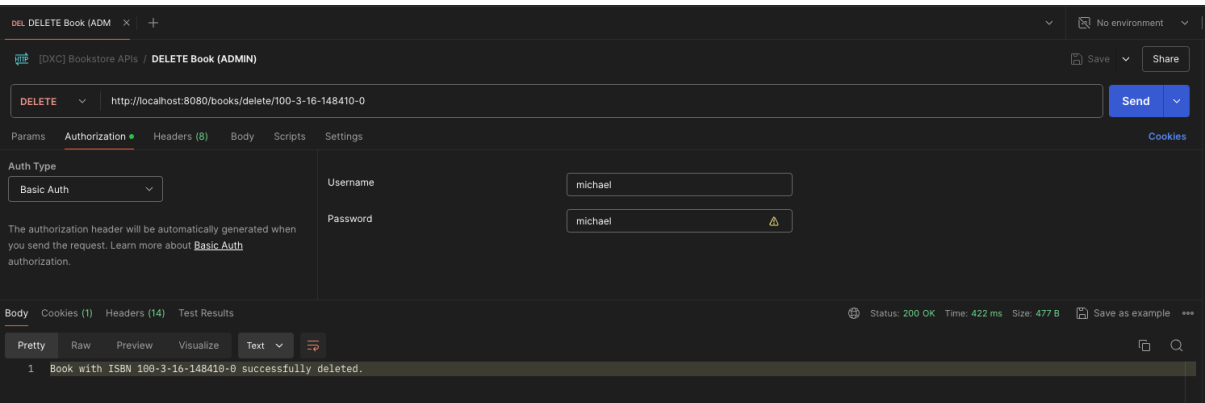 DEL DELETE Book (ADM
No environment
HTTP [DXC] Bookstore APIs / DELETE Book (ADMIN)
Save
Share
DELETE
http://localhost:8080/books/delete/100-3-16-148410-0
Send
Params Authorization Headers (8) Body Scripts Settings
Cookies
Auth Type
Basic Auth
The authorization header will be automatically generated when
you send the request. Learn more about Basic Auth
authorization.
Username
michael
Password
michael
Body Cookies (1) Headers (14) Test Results
Status: 200 OK Time: 422 ms Size: 477 B
Save as example
Pretty Raw Preview Visualize Text
1 Book with ISBN 100-3-16-148410-0 successfully deleted.